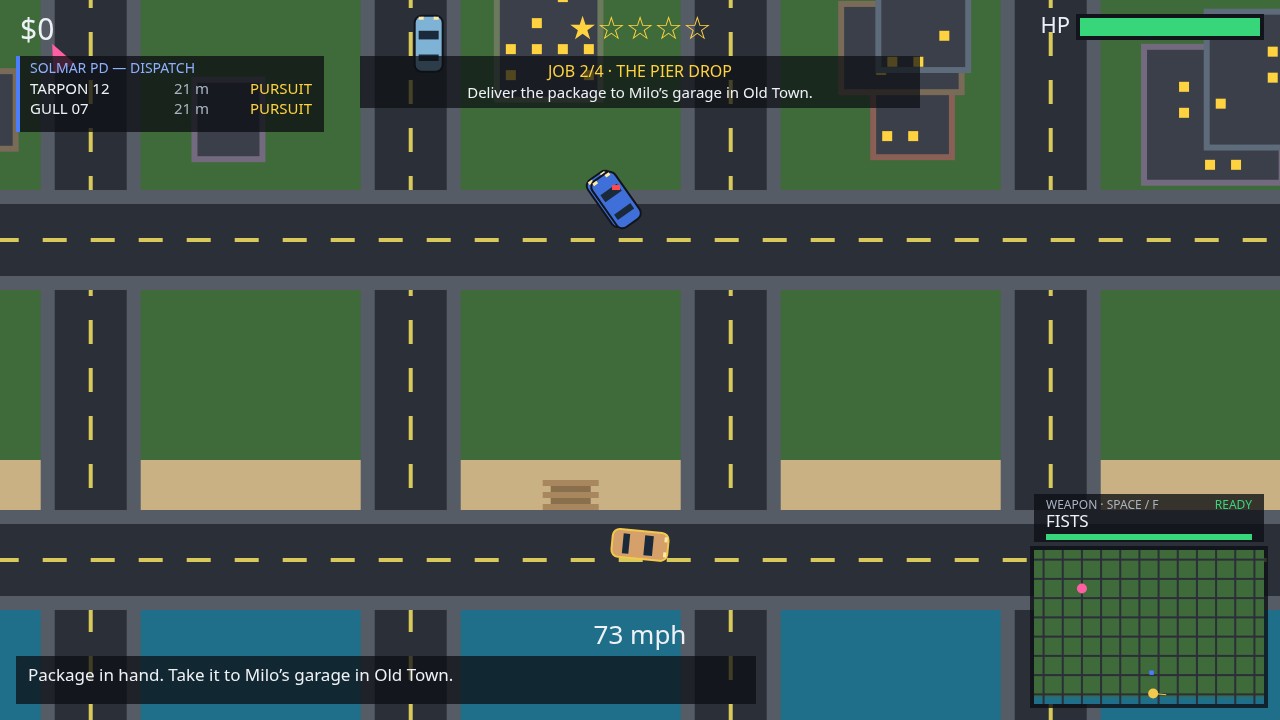 $0
★☆☆☆☆
HP
SOLMAR PD — DISPATCH
TARPON 12 21 m PURSUIT
GULL 07 21 m PURSUIT
JOB 2/4 · THE PIER DROP
Deliver the package to Milo’s garage in Old Town.
WEAPON · SPACE / F READY
FISTS
73 mph
Package in hand. Take it to Milo’s garage in Old Town.